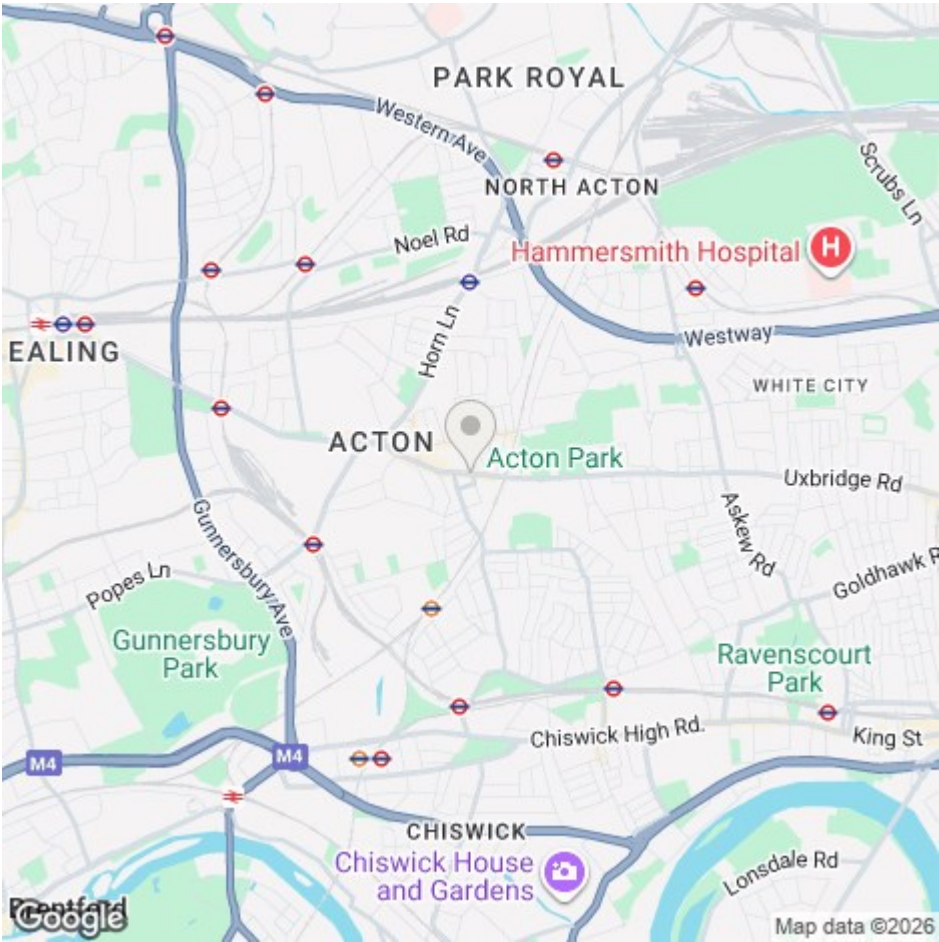 PARK ROYAL
Western Ave
NORTH ACTON
Scrubs Ln
Noel Rd
Hammersmith Hospital
H
Horn Ln
EALING
Westway
WHITE CITY
ACTON
Acton Park
Uxbridge Rd
Askew Rd
Gunnersbury Ave
Popes Ln
Goldhawk R
Gunnersbury
Park
Ravenscourt
Park
Chiswick High Rd.
King St
M4
M4
CHISWICK
Chiswick House
and Gardens
Lonsdale Rd
Brentford
Google
Map data ©2026